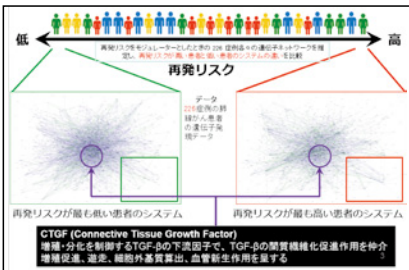 低
高
再発リスクをモジュレーターとしたときの 226 症例各々の遺伝子ネットワークを推
定し、再発リスクが高い患者と低い患者のシステムの違いを比較
再発リスク
データ
226症例の肺
腺がん患者
の遺伝子発
現データ
再発リスクが最も低い患者のシステム
再発リスクが最も高い患者のシステム
CTGF (Connective Tissue Growth Factor)
増殖・分化を制御するTGF-βの下流因子で、TGF-βの間質線維化促進作用を仲介
増殖促進、遊走、細胞外基質算出、血管新生作用を呈する
3